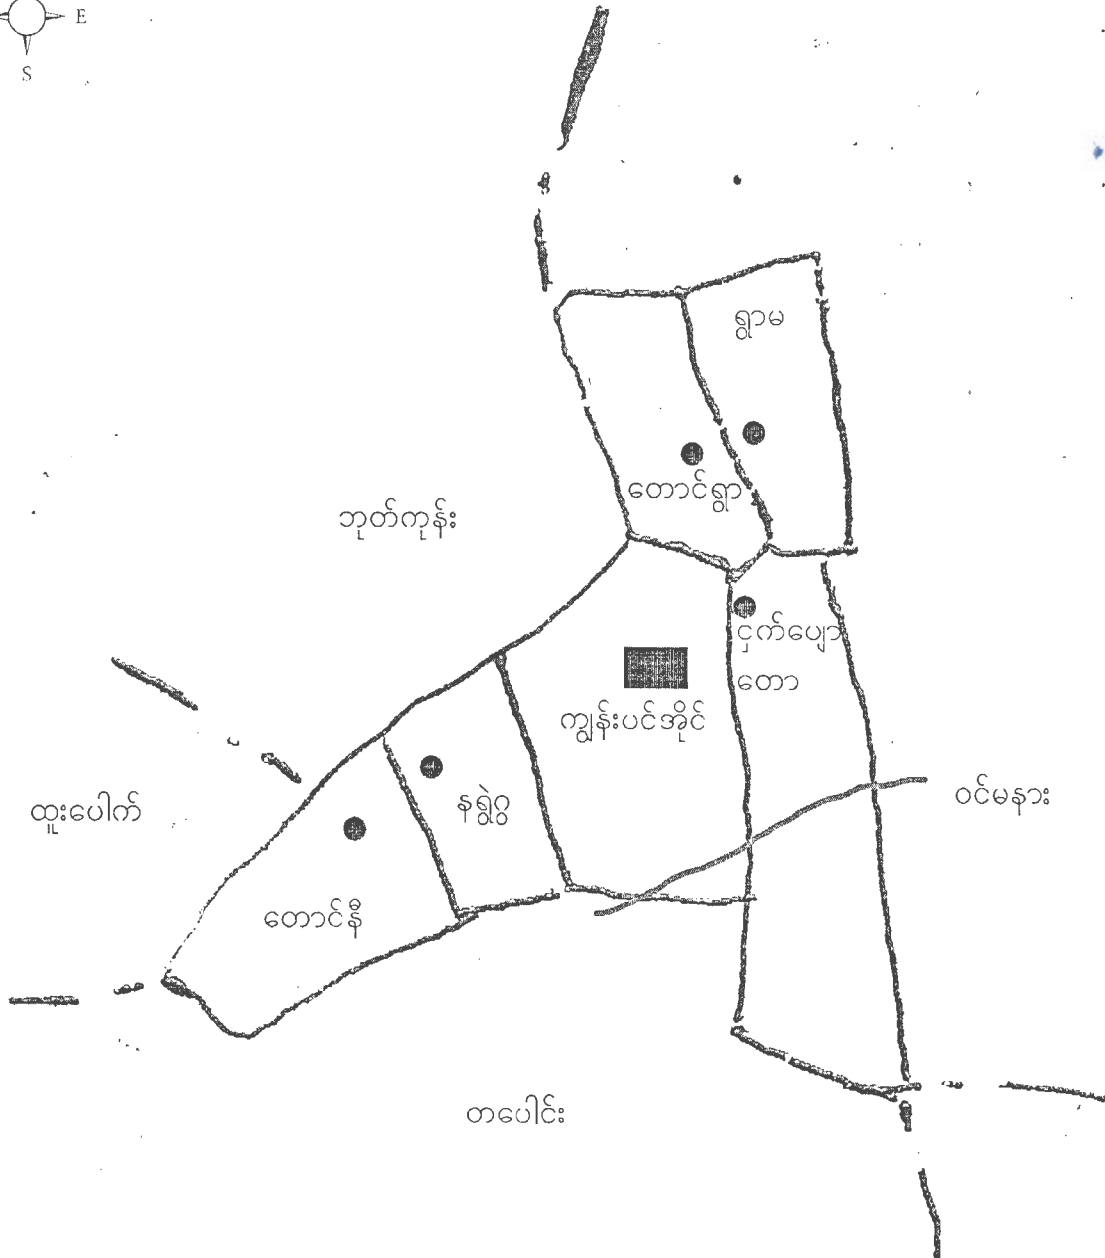 E
S
ရွာမ
တောင်ရွာ
ဘုတ်ကုန်း
ငှက်ပျော
တော
ကျွန်းပင်အိုင်
ဝင်မနား
ထူးပေါက်
နရွဲဂွ
တောင်နီ
တပေါင်း